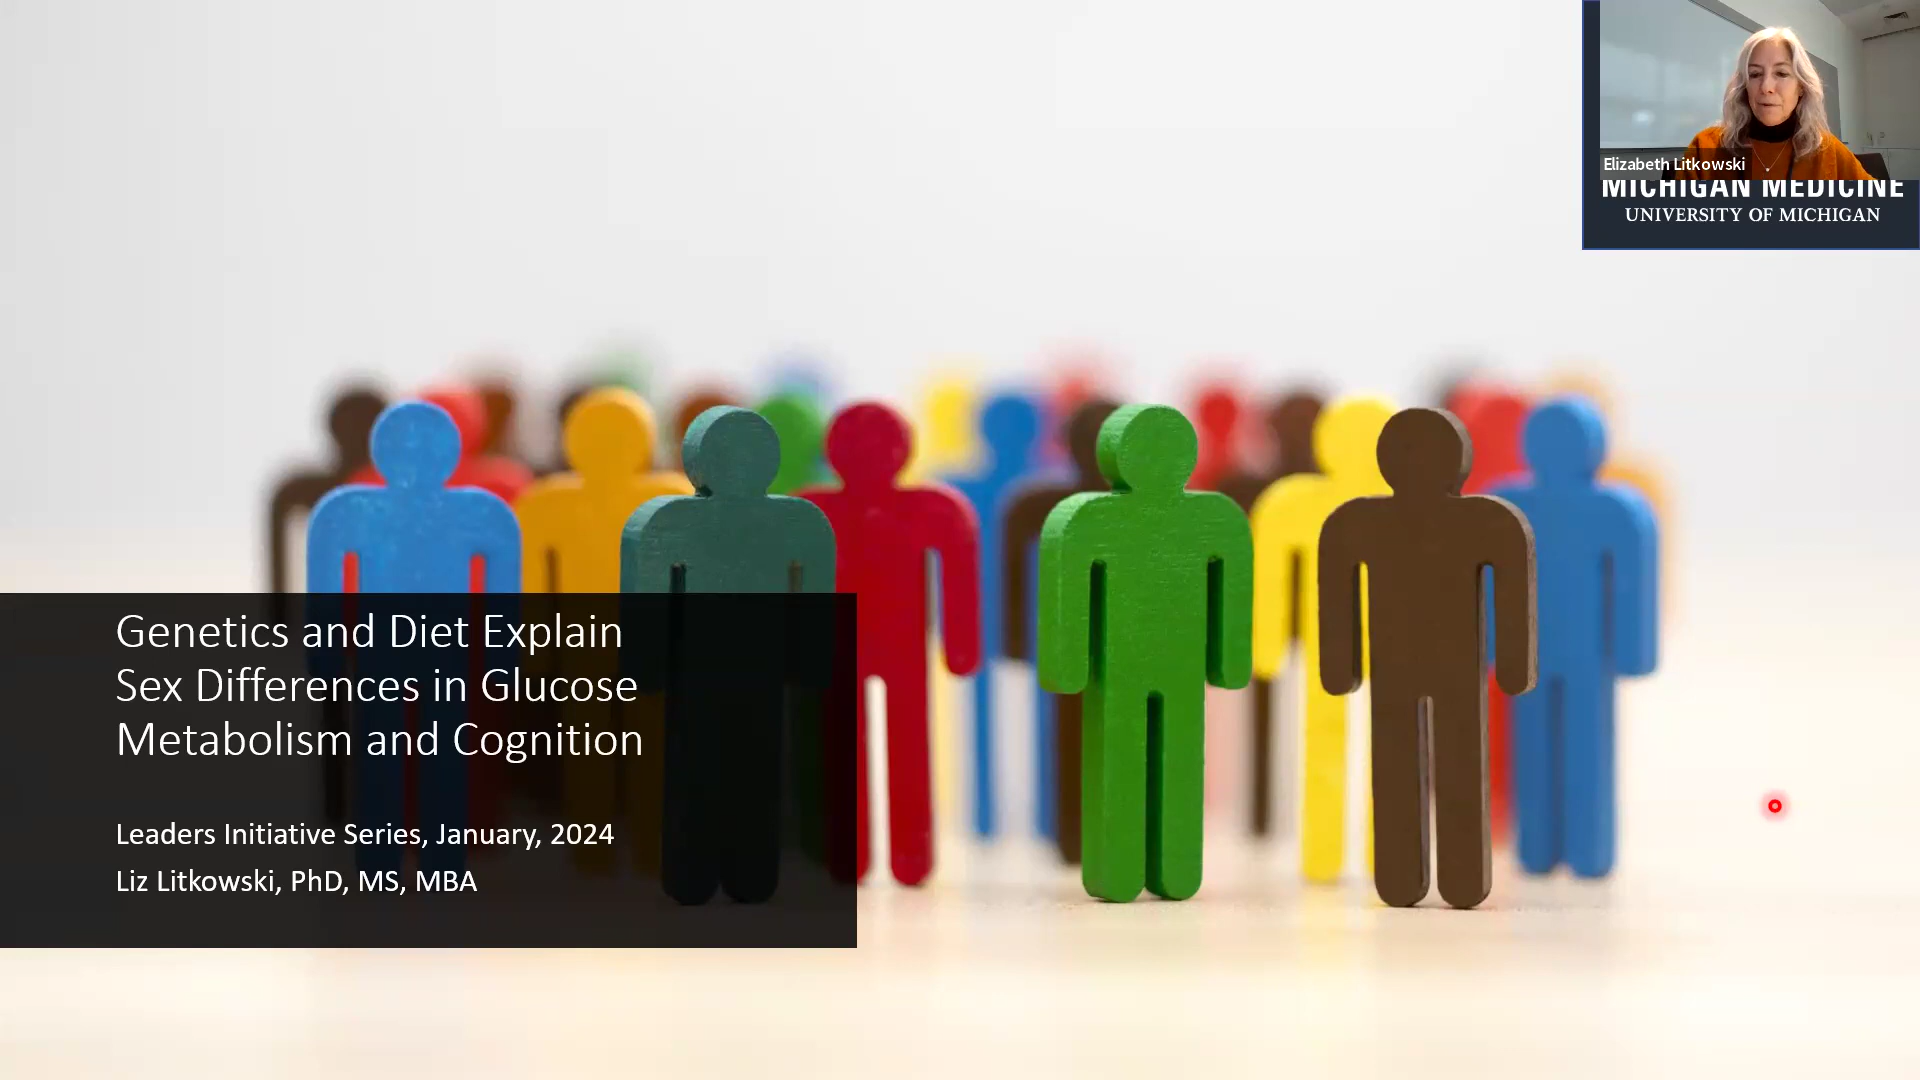 Elizabeth Litkowski
MICHIGAN MEDICINE
UNIVERSITY OF MICHIGAN
Genetics and Diet Explain
Sex Differences in Glucose
Metabolism and Cognition
Leaders Initiative Series, January, 2024
Liz Litkowski, PhD, MS, MBA